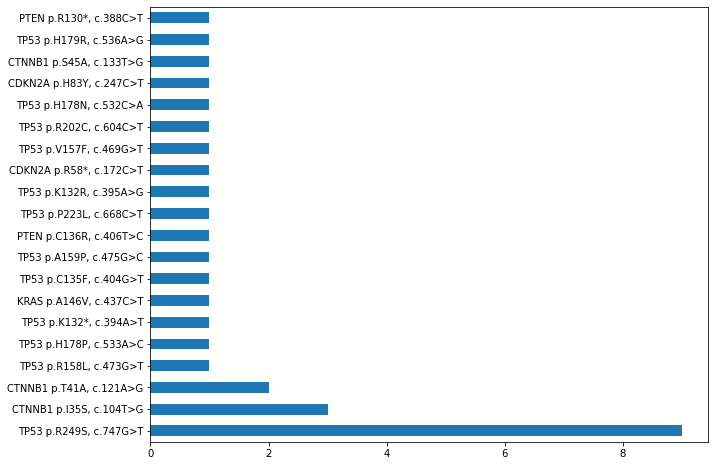 PTEN p.R130*, c.388C>T
TP53 p.H179R, c.536A>G
CTNNB1 p.S45A, c.133T>G
CDKN2A p.H83Y, c.247C>T
TP53 p.H178N, c.532C>A
TP53 p.R202C, c.604C>T
TP53 p.V157F, c.469G>T
CDKN2A p.R58*, c.172C>T
TP53 p.K132R, c.395A>G
TP53 p.P223L, c.668C>T
PTEN p.C136R, c.406T>C
TP53 p.A159P, c.475G>C
TP53 p.C135F, c.404G>T
KRAS p.A146V, c.437C>T
TP53 p.K132*, c.394A>T
TP53 p.H178P, c.533A>C
TP53 p.R158L, c.473G>T
CTNNB1 p.T41A, c.121A>G
CTNNB1 p.I35S, c.104T>G
TP53 p.R249S, c.747G>T
0 2 4 6 8